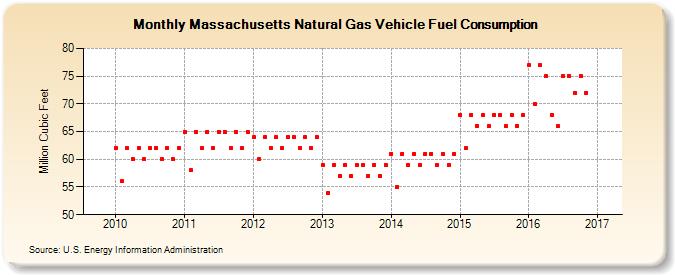 Monthly Massachusetts Natural Gas Vehicle Fuel Consumption
Million Cubic Feet
80
75
70
65
60
55
50
2010 2011 2012 2013 2014 2015 2016 2017
Source: U.S. Energy Information Administration